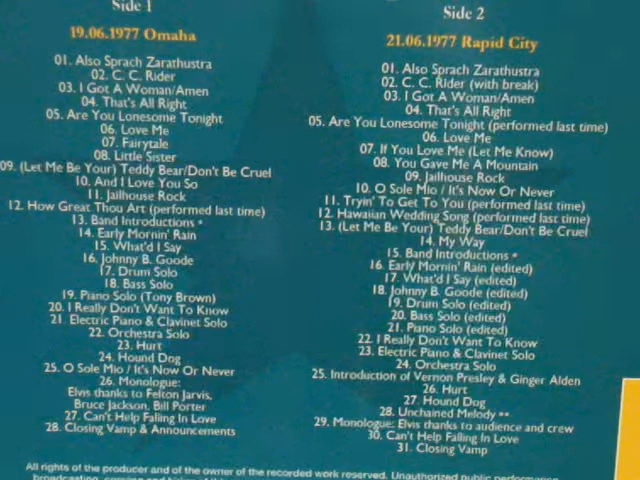 Side 1
19.06.1977 Omaha
01. Also Sprach Zarathustra
02. C. C. Rider
03. I Got A Woman/Amen
04. That's All Right
05. Are You Lonesome Tonight
06. Love Me
07. Fairytale
08. Little Sister
09. (Let Me Be Your) Teddy Bear/Don't Be Cruel
10. And I Love You So
11. Jailhouse Rock
12. How Great Thou Art (performed last time)
13. Band Introductions *
14. Early Mornin' Rain
15. What'd I Say
16. Johnny B. Goode
17. Drum Solo
18. Bass Solo
19. Piano Solo (Tony Brown)
20. I Really Don't Want To Know
21. Electric Piano & Clavinet Solo
22. Orchestra Solo
23. Hurt
24. Hound Dog
25. O Sole Mio / It's Now Or Never
26. Monologue:
Elvis thanks to Felton Jarvis,
Bruce Jackson, Bill Porter
27. Can't Help Falling In Love
28. Closing Vamp & Announcements
Side 2
21.06.1977 Rapid City
01. Also Sprach Zarathustra
02. C. C. Rider (with break)
03. I Got A Woman/Amen
04. That's All Right
05. Are You Lonesome Tonight (performed last time)
06. Love Me
07. If You Love Me (Let Me Know)
08. You Gave Me A Mountain
09. Jailhouse Rock
10. O Sole Mio / It's Now Or Never
11. Tryin' To Get To You (performed last time)
12. Hawaiian Wedding Song (performed last time)
13. (Let Me Be Your) Teddy Bear/Don't Be Cruel
14. My Way
15. Band Introductions *
16. Early Mornin' Rain (edited)
17. What'd I Say (edited)
18. Johnny B. Goode (edited)
19. Drum Solo (edited)
20. Bass Solo (edited)
21. Piano Solo (edited)
22. I Really Don't Want To Know
23. Electric Piano & Clavinet Solo
24. Orchestra Solo
25. Introduction of Vernon Presley & Ginger Alden
26. Hurt
27. Hound Dog
28. Unchained Melody **
29. Monologue: Elvis thanks to audience and crew
30. Can't Help Falling In Love
31. Closing Vamp
All rights of the producer and of the owner of the recorded work reserved. Unauthorized public performance,